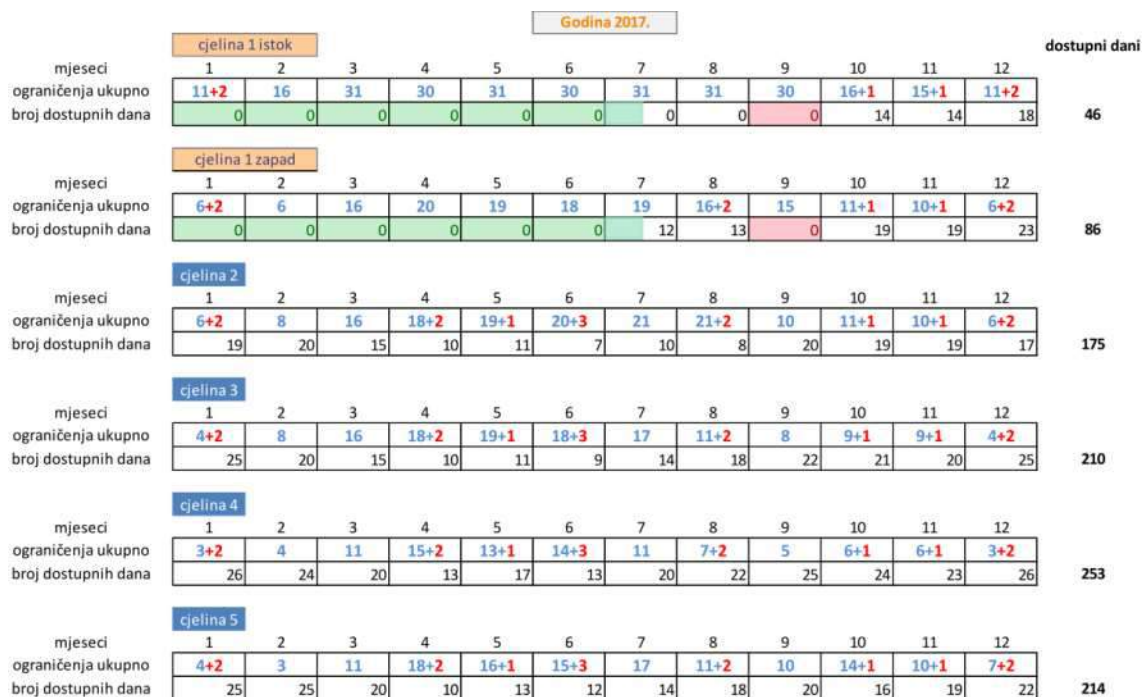 Godina 2017.
cjelina 1 istok dostupni dani
mjeseci 1 2 3 4 5 6 7 8 9 10 11 12
ograničenja ukupno 11+2 16 31 30 31 30 31 31 30 16+1 15+1 11+2
broj dostupnih dana 0 0 0 0 0 0 0 0 0 14 14 18 46
cjelina 1 zapad
mjeseci 1 2 3 4 5 6 7 8 9 10 11 12
ograničenja ukupno 6+2 6 16 20 19 18 19 16+2 15 11+1 10+1 6+2
broj dostupnih dana 0 0 0 0 0 0 12 13 0 19 19 23 86
cjelina 2
mjeseci 1 2 3 4 5 6 7 8 9 10 11 12
ograničenja ukupno 6+2 8 16 18+2 19+1 20+3 21 21+2 10 11+1 10+1 6+2
broj dostupnih dana 19 20 15 10 11 7 10 8 20 19 19 17 175
cjelina 3
mjeseci 1 2 3 4 5 6 7 8 9 10 11 12
ograničenja ukupno 4+2 8 16 18+2 19+1 18+3 17 11+2 8 9+1 9+1 4+2
broj dostupnih dana 25 20 15 10 11 9 14 18 22 21 20 25 210
cjelina 4
mjeseci 1 2 3 4 5 6 7 8 9 10 11 12
ograničenja ukupno 3+2 4 11 15+2 13+1 14+3 11 7+2 5 6+1 6+1 3+2
broj dostupnih dana 26 24 20 13 17 13 20 22 25 24 23 26 253
cjelina 5
mjeseci 1 2 3 4 5 6 7 8 9 10 11 12
ograničenja ukupno 4+2 3 11 18+2 16+1 15+3 17 11+2 10 14+1 10+1 7+2
broj dostupnih dana 25 25 20 10 13 12 14 18 20 16 19 22 214